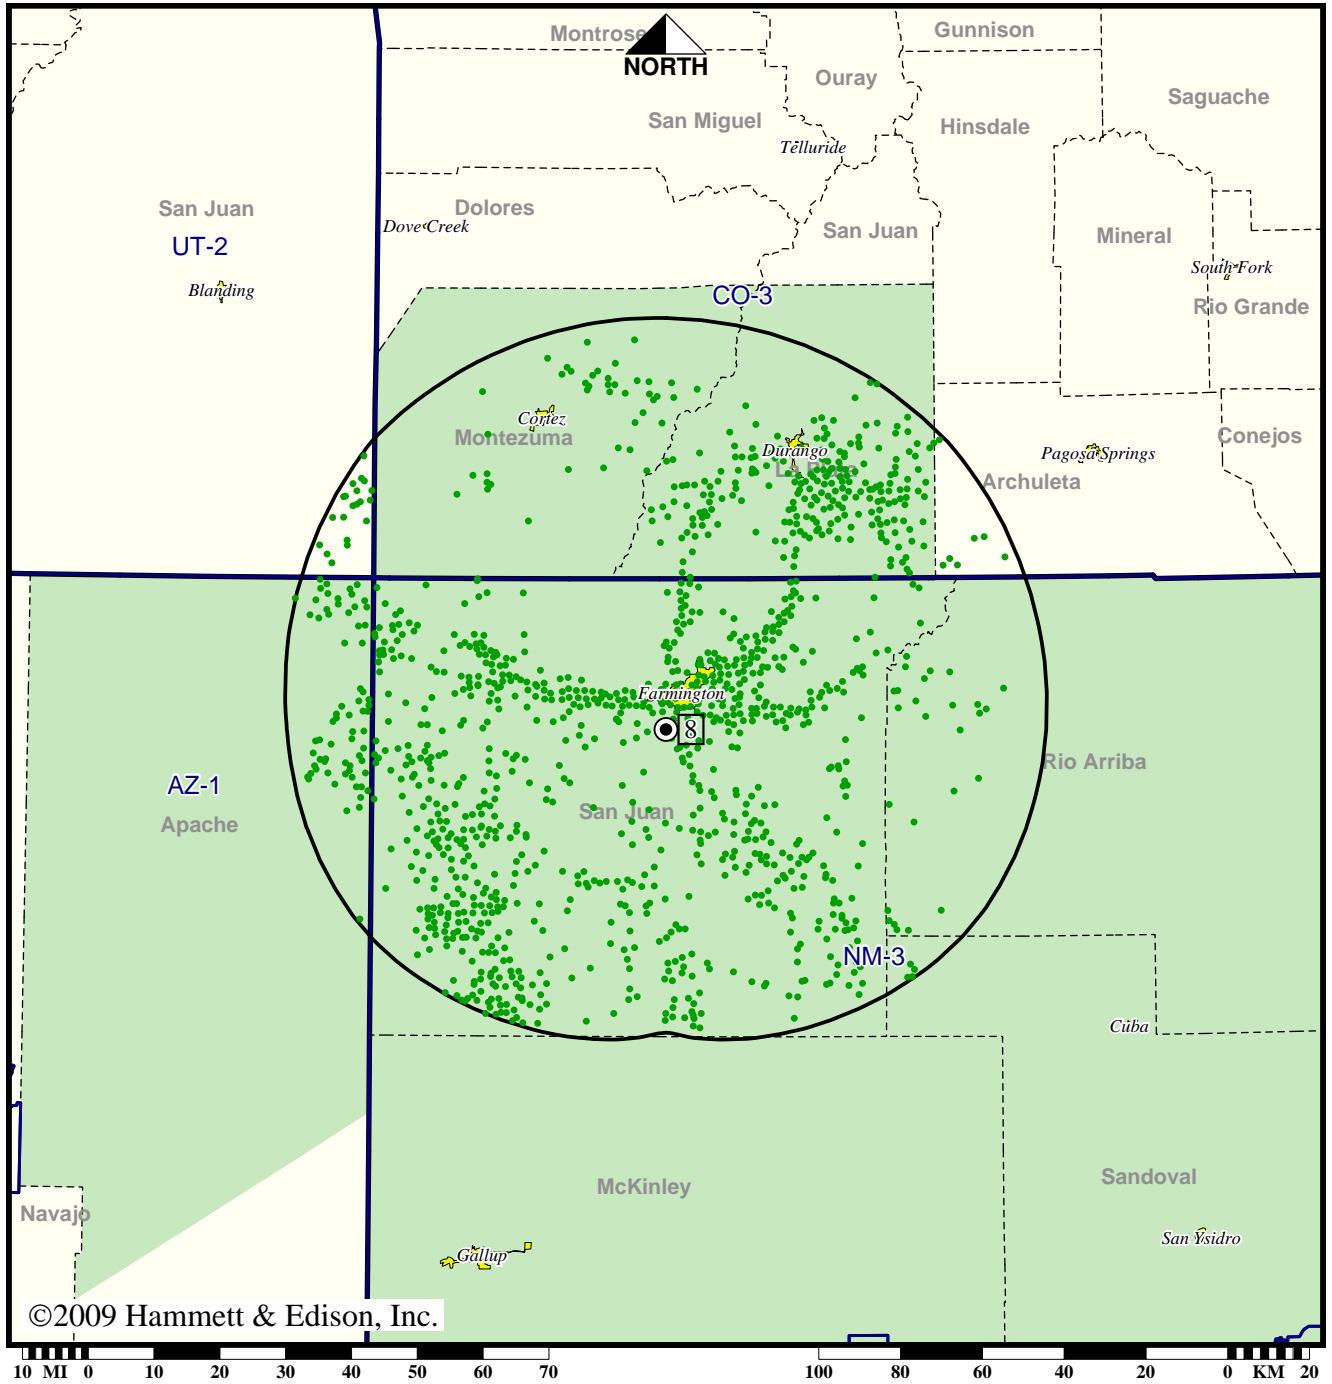 Montrose
Gunnison
NORTH
Ouray
Saguache
San Miguel
Hinsdale
Telluride
San Juan
Dolores
Dove Creek
San Juan
Mineral
UT-2
South Fork
Blanding
CO-3
Rio Grande
Cortez
Montezuma
Durango
La Plata
Pagosa Springs
Conejos
Archuleta
Farmington
8
Rio Arriba
AZ-1
San Juan
Apache
NM-3
Cuba
McKinley
Sandoval
Navajo
San Ysidro
Gallup
©2009 Hammett & Edison, Inc.
10 MI 0 10 20 30 40 50 60 70 100 80 60 40 20 0 KM 20